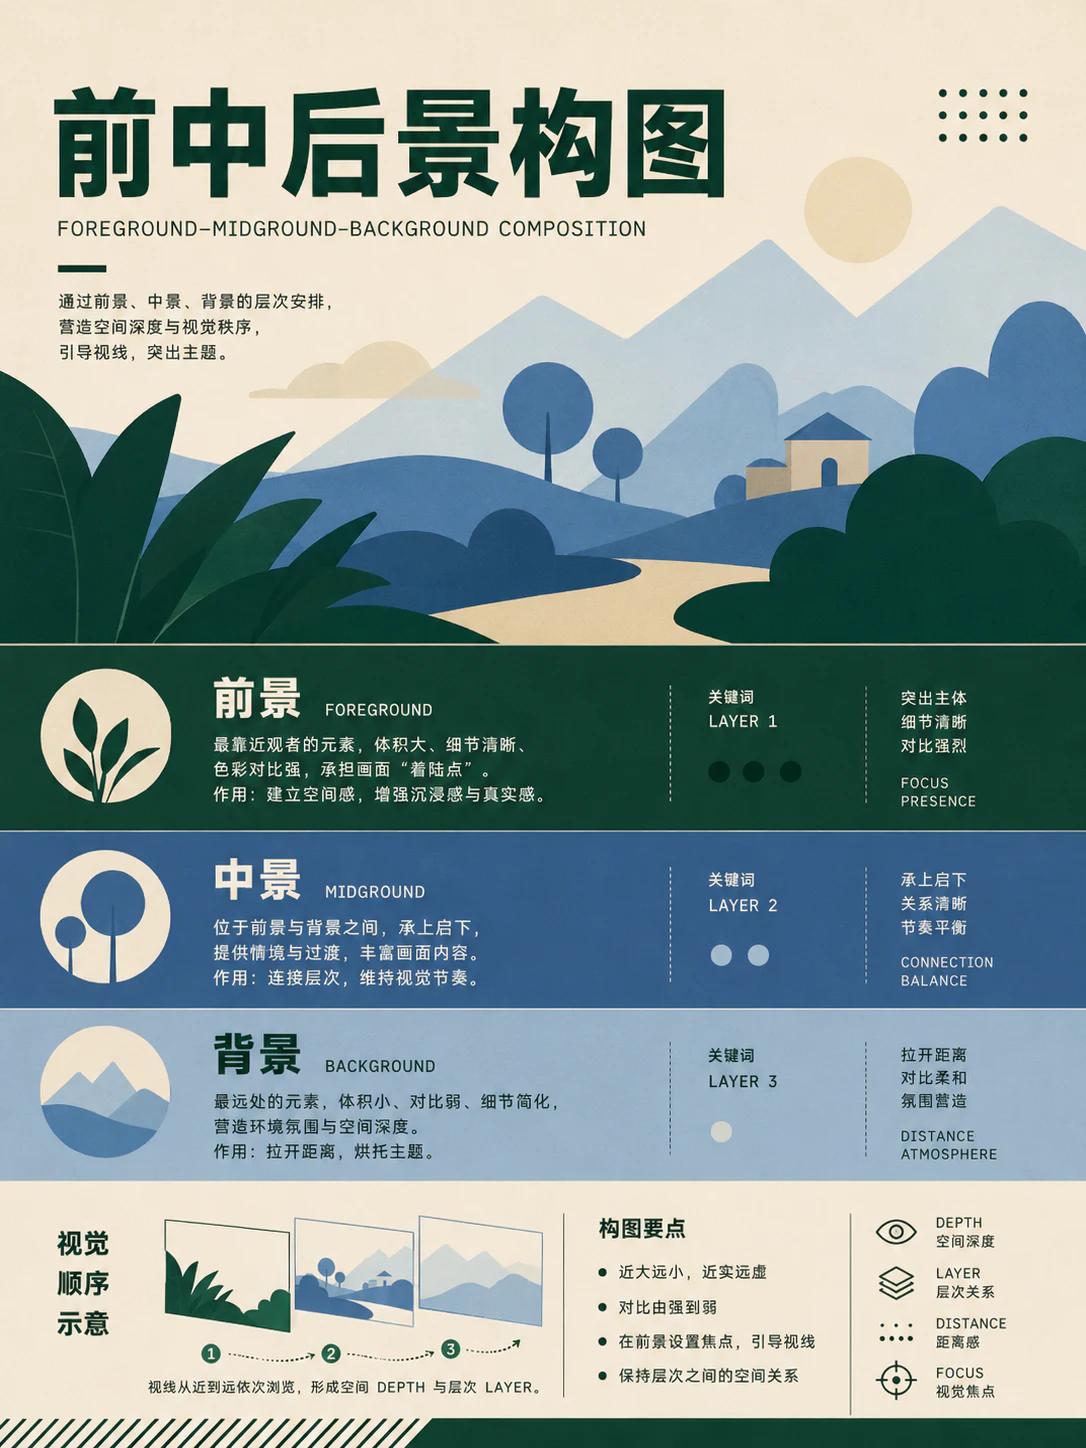 前中后景构图
FOREGROUND–MIDGROUND–BACKGROUND COMPOSITION
通过前景、中景、背景的层次安排，
营造空间深度与视觉秩序，
引导视线，突出主题。
前景 FOREGROUND
最靠近观者的元素，体积大、细节清晰、
色彩对比强，承担画面“着陆点”。
作用：建立空间感，增强沉浸感与真实感。
关键词
LAYER 1
突出主体
细节清晰
对比强烈
FOCUS
PRESENCE
中景 MIDGROUND
位于前景与背景之间，承上启下，
提供情境与过渡，丰富画面内容。
作用：连接层次，维持视觉节奏。
关键词
LAYER 2
承上启下
关系清晰
节奏平衡
CONNECTION
BALANCE
背景 BACKGROUND
最远处的元素，体积小、对比弱、细节简化，
营造环境氛围与空间深度。
作用：拉开距离，烘托主题。
关键词
LAYER 3
拉开距离
对比柔和
氛围营造
DISTANCE
ATMOSPHERE
视觉
顺序
示意
1 2 3
视线从近到远依次浏览，形成空间 DEPTH 与层次 LAYER。
构图要点
近大远小，近实远虚
对比由强到弱
在前景设置焦点，引导视线
保持层次之间的空间关系
DEPTH
空间深度
LAYER
层次关系
DISTANCE
距离感
FOCUS
视觉焦点